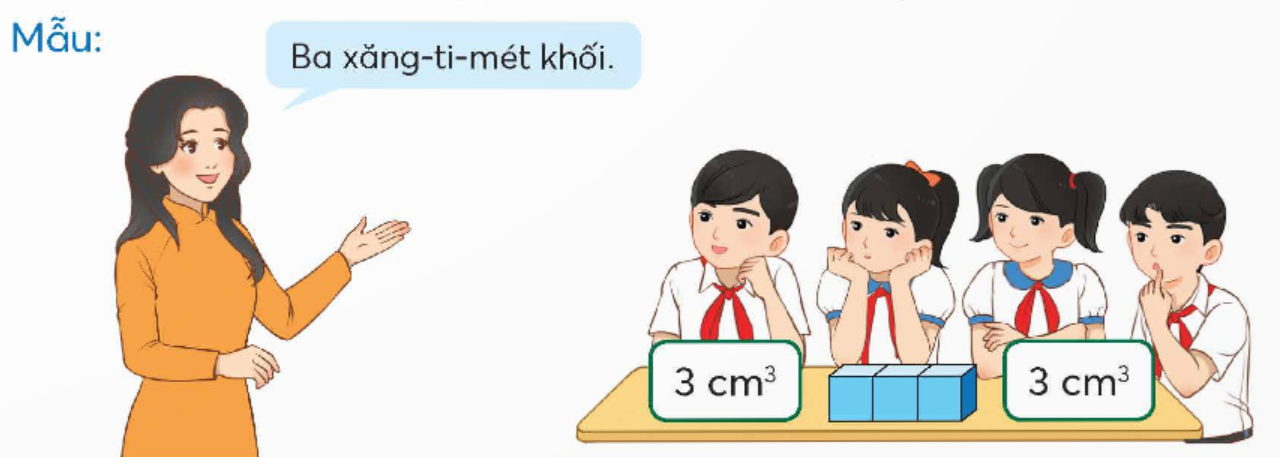 Mẫu:
Ba xăng-ti-mét khối.
3 cm³
3 cm³